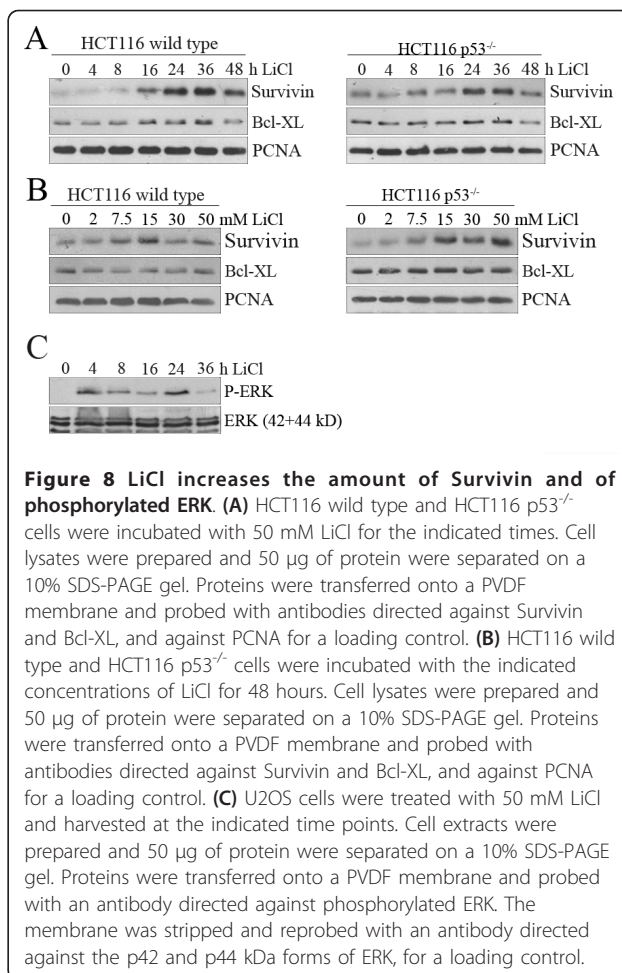 A
HCT116 wild type HCT116 p53-/-
0 4 8 16 24 36 48 h LiCl 0 4 8 16 24 36 48 h LiCl
Survivin Survivin
Bcl-XL Bcl-XL
PCNA PCNA
B HCT116 wild type HCT116 p53-/-
0 2 7.5 15 30 50 mM LiCl 0 2 7.5 15 30 50 mM LiCl
Survivin Survivin
Bcl-XL Bcl-XL
PCNA PCNA
C
0 4 8 16 24 36 h LiCl
P-ERK
ERK (42+44 kD)
Figure 8 LiCl increases the amount of Survivin and of
phosphorylated ERK. (A) HCT116 wild type and HCT116 p53-/-
cells were incubated with 50 mM LiCl for the indicated times. Cell
lysates were prepared and 50 μg of protein were separated on a
10% SDS-PAGE gel. Proteins were transferred onto a PVDF
membrane and probed with antibodies directed against Survivin
and Bcl-XL, and against PCNA for a loading control. (B) HCT116 wild
type and HCT116 p53-/- cells were incubated with the indicated
concentrations of LiCl for 48 hours. Cell lysates were prepared and
50 μg of protein were separated on a 10% SDS-PAGE gel. Proteins
were transferred onto a PVDF membrane and probed with
antibodies directed against Survivin and Bcl-XL, and against PCNA
for a loading control. (C) U2OS cells were treated with 50 mM LiCl
and harvested at the indicated time points. Cell extracts were
prepared and 50 μg of protein were separated on a 10% SDS-PAGE
gel. Proteins were transferred onto a PVDF membrane and probed
with an antibody directed against phosphorylated ERK. The
membrane was stripped and reprobed with an antibody directed
against the p42 and p44 kDa forms of ERK, for a loading control.